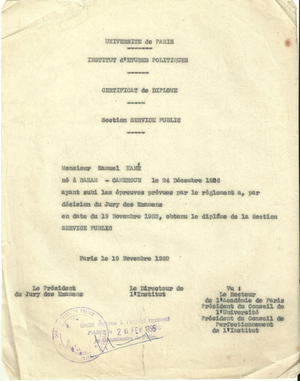 UNIVERSITE de PARIS
INSTITUT d'ETUDES POLITIQUES
CERTIFICAT de DIPLOME
Section SERVICE PUBLIC
Monsieur Samuel KAMÉ
né à BAHAM - CAMEROUN le 24 Décembre
ayant subi les épreuves prévues par le règlement a, par
décision du Jury des Examens
en date du 19 Novembre 1952, obtenu le diplôme de la Section
SERVICE PUBLIC
Paris le 19 Novembre 1952
Le Président
du Jury des Examens
Le Directeur de
l'Institut
Vu :
Le Recteur
de l'Académie de Paris
Président du Conseil de
l'Université
Président du Conseil de
Perfectionnement
de l'Institut